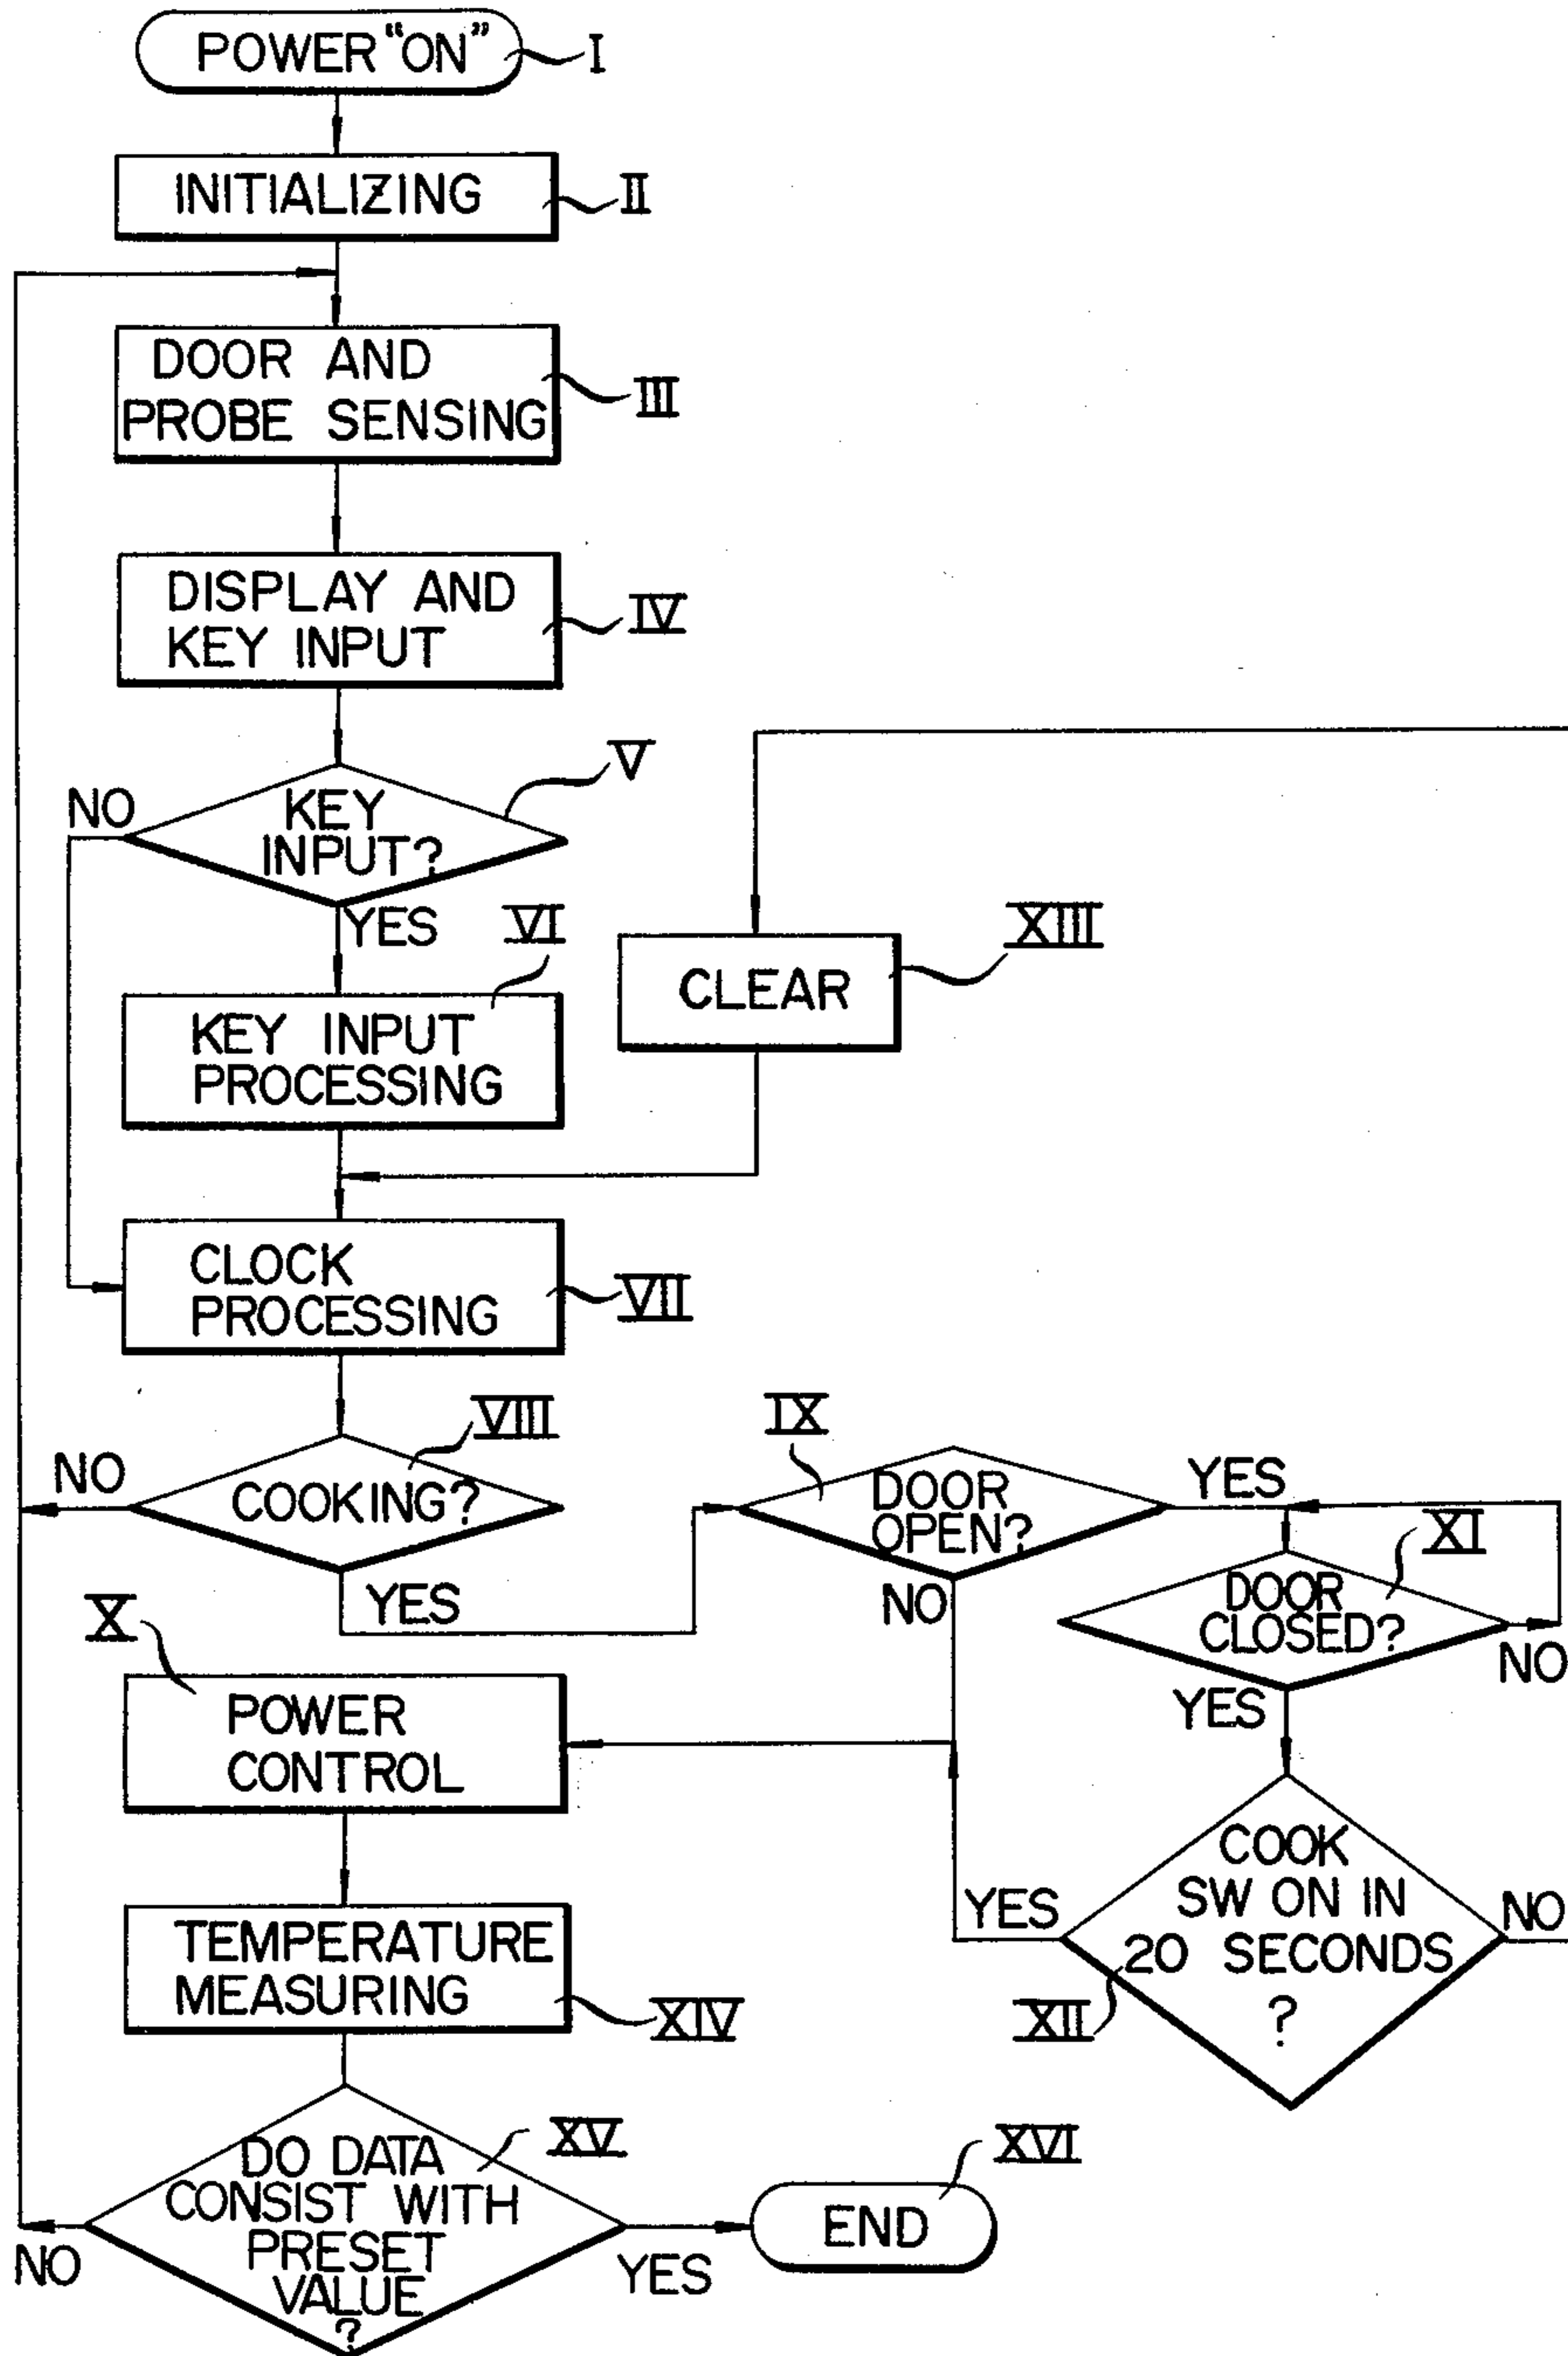 POWER "ON"
I
INITIALIZING
II
DOOR AND
PROBE SENSING
III
DISPLAY AND
KEY INPUT
IV
V
NO
KEY
INPUT?
YES
VI
XIII
CLEAR
KEY INPUT
PROCESSING
CLOCK
PROCESSING
VII
VIII
NO
COOKING?
YES
IX
DOOR
OPEN?
YES
NO
XI
DOOR
CLOSED?
NO
YES
X
POWER
CONTROL
COOK
SW ON IN
20 SECONDS
?
YES
NO
XII
TEMPERATURE
MEASURING
XIV
XV
DO DATA
CONSIST WITH
PRESET
VALUE
?
NO
YES
XVI
END